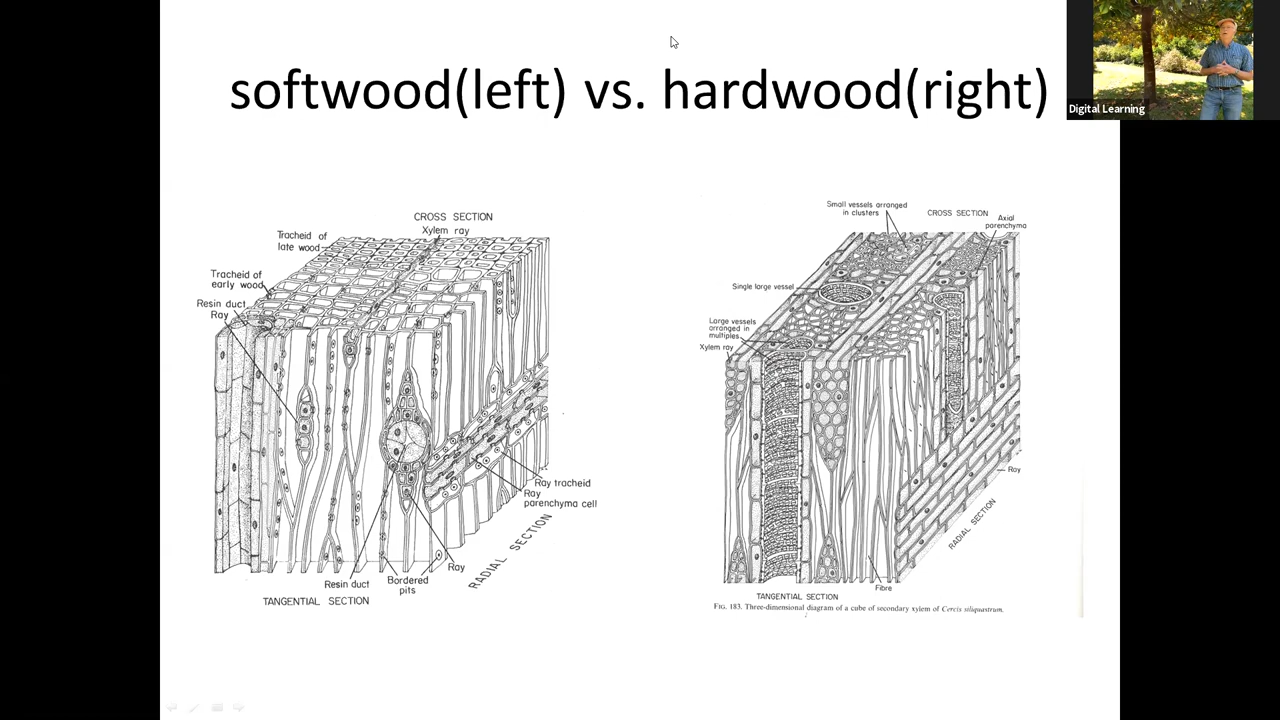 softwood(left) vs. hardwood(right)
Digital Learning
CROSS SECTION
Xylem ray
Tracheid of
late wood
Tracheid of
early wood
Resin duct
Ray
Ray tracheid
Ray
parenchyma cell
RADIAL SECTION
Ray
Bordered
pits
Resin duct
TANGENTIAL SECTION
Small vessels arranged
in clusters
CROSS SECTION
Axial
parenchyma
Single large vessel
Large vessels
arranged in
multiples
Xylem ray
Ray
RADIAL SECTION
Fibre
TANGENTIAL SECTION
FIG. 183. Three-dimensional diagram of a cube of secondary xylem of Cercis siliquastrum.